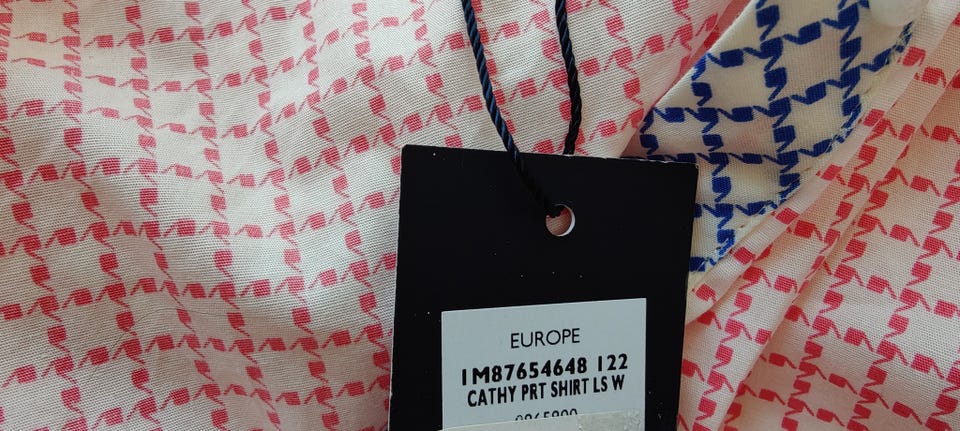 EUROPE
1M87654648 122
CATHY PRT SHIRT LS W